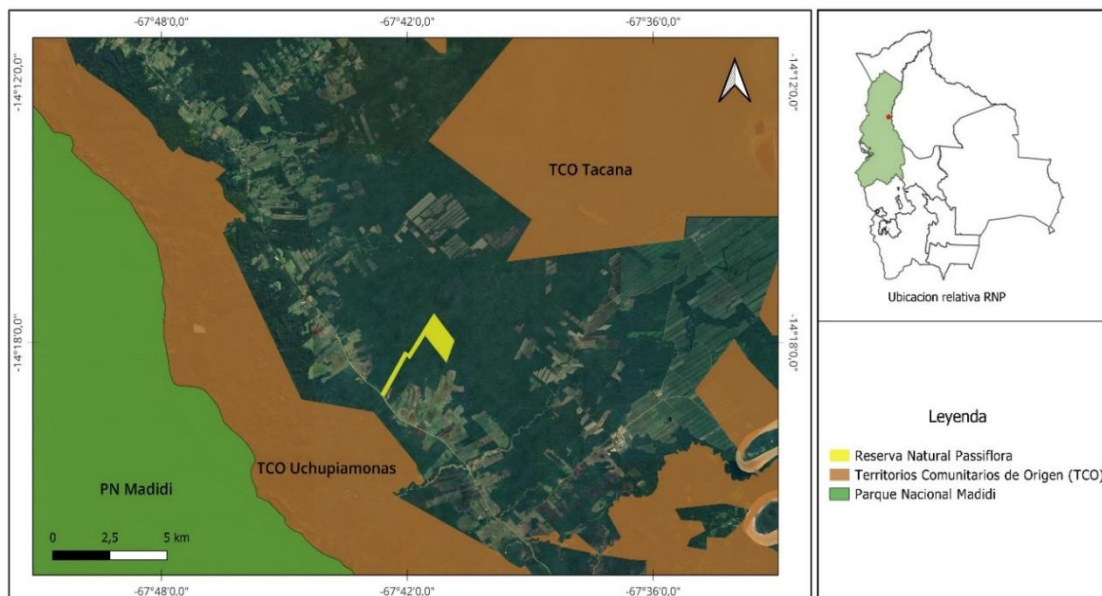 -67°48'0,0"
-67°42'0,0"
-67°36'0,0"
-14°12'0,0"
-14°12'0,0"
TCO Tacana
-14°18'0,0"
-14°18'0,0"
TCO Uchupiamonas
PN Madidi
0 2,5 5 km
-67°48'0,0"
-67°42'0,0"
-67°36'0,0"
Ubicacion relativa RNP
Leyenda
Reserva Natural Passiflora
Territorios Comunitarios de Origen (TCO)
Parque Nacional Madidi